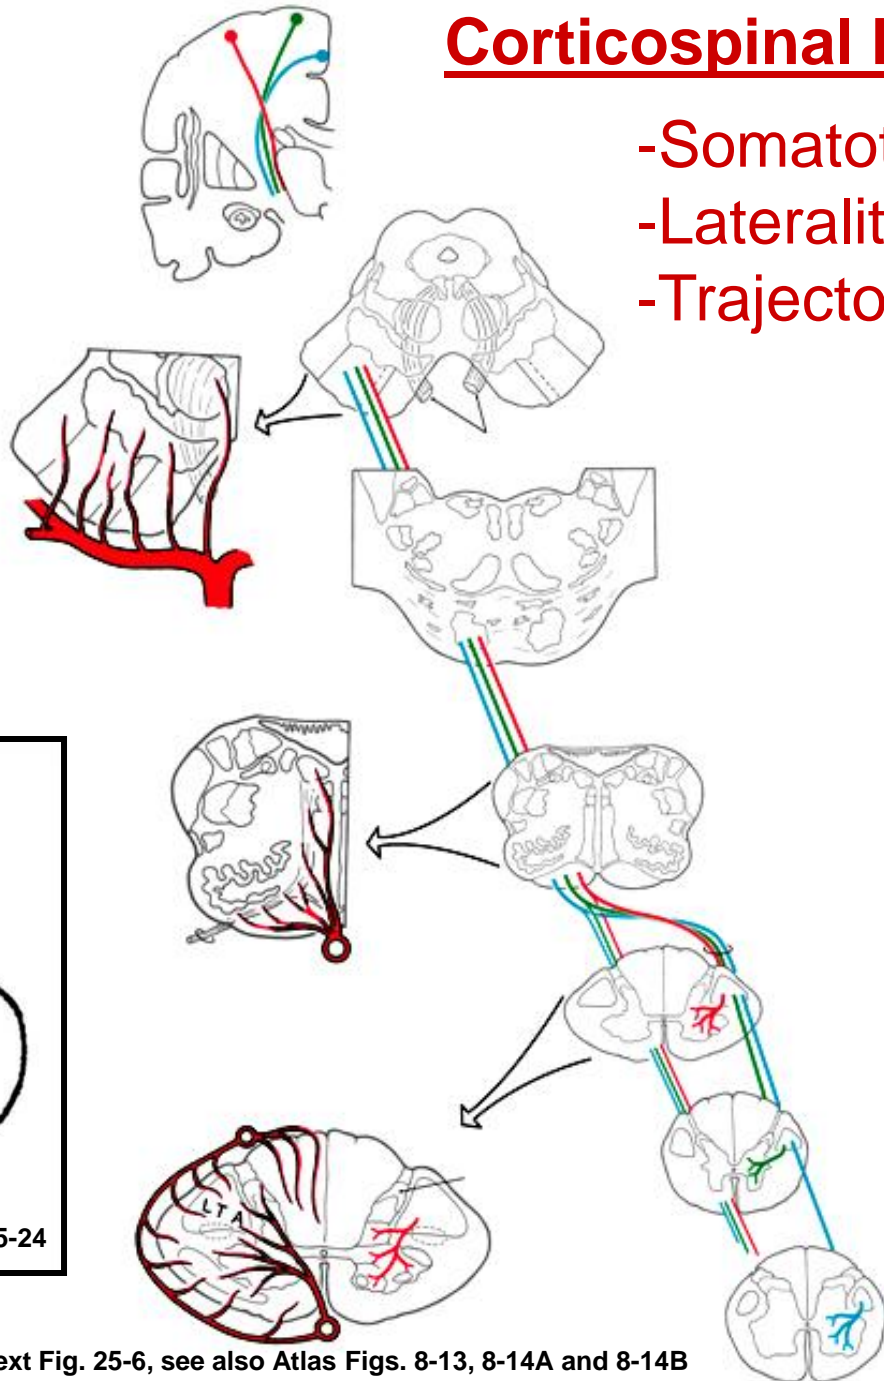 Corticospinal
-Somatot
-Lateralit
-Trajecto
L T A
5-24
ext Fig. 25-6, see also Atlas Figs. 8-13, 8-14A and 8-14B